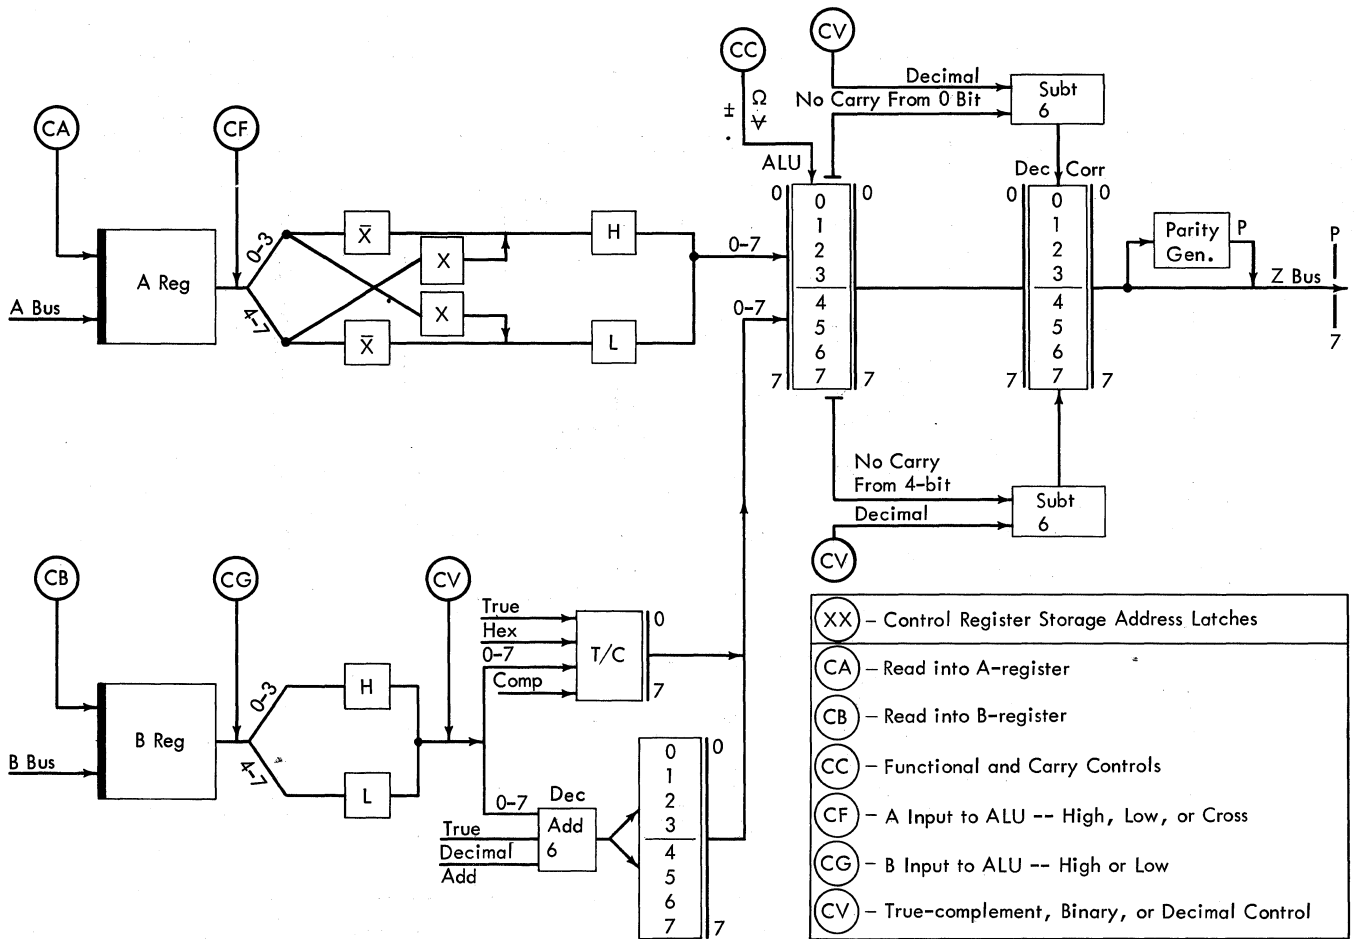 CC
CV
Decimal
No Carry From 0 Bit
Subt
6
Ω ∀
± ·
ALU
CA
CF
A Bus
A Reg
0-3
4-7
X̄
X
X
X̄
H
L
0-7
0-7
0 0
7 7
0
1
2
3
4
5
6
7
Dec Corr
0 0
7 7
0
1
2
3
4
5
6
7
Parity
Gen.
P
Z Bus
P
7
No Carry
From 4-bit
Decimal
Subt
6
CV
CB
CG
CV
B Bus
B Reg
0-3
4-7
H
L
True
Hex
0-7
Comp
T/C
0
7
0-7
True
Decimal
Add
Dec
Add
6
0
1
2
3
4
5
6
7
0
7
XX – Control Register Storage Address Latches
CA – Read into A-register
CB – Read into B-register
CC – Functional and Carry Controls
CF – A Input to ALU -- High, Low, or Cross
CG – B Input to ALU -- High or Low
CV – True-complement, Binary, or Decimal Control